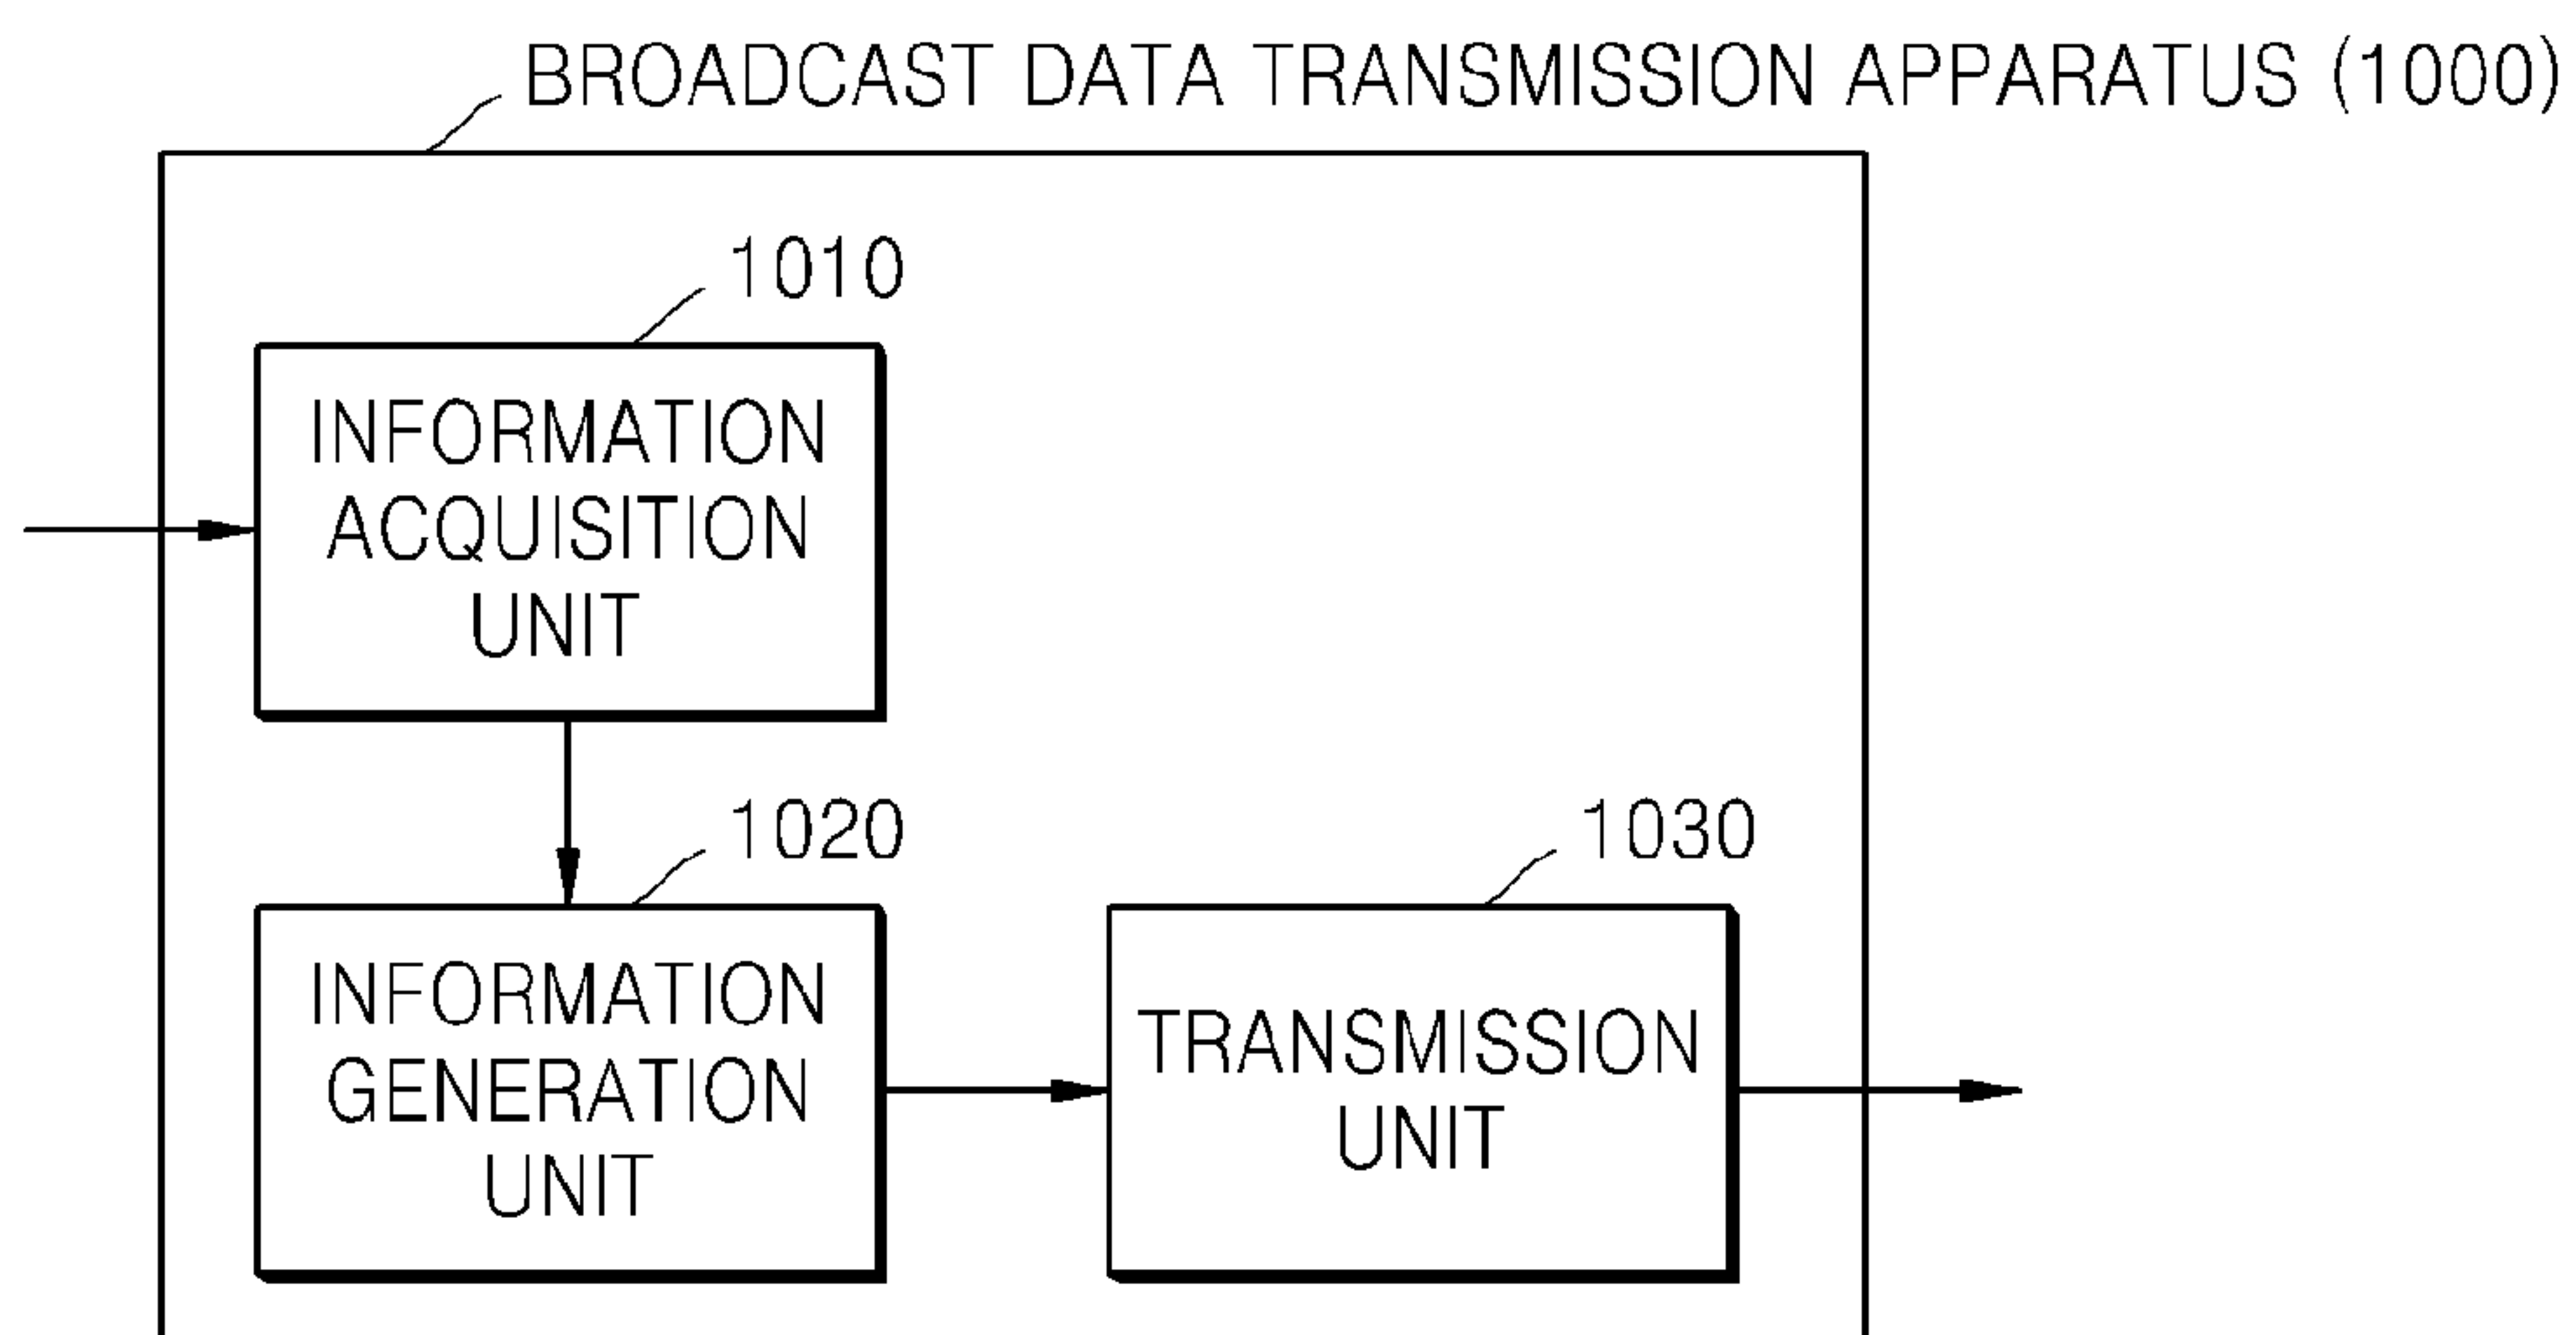 BROADCAST DATA TRANSMISSION APPARATUS (1000)
1010
INFORMATION
ACQUISITION
UNIT
1020
INFORMATION
GENERATION
UNIT
1030
TRANSMISSION
UNIT